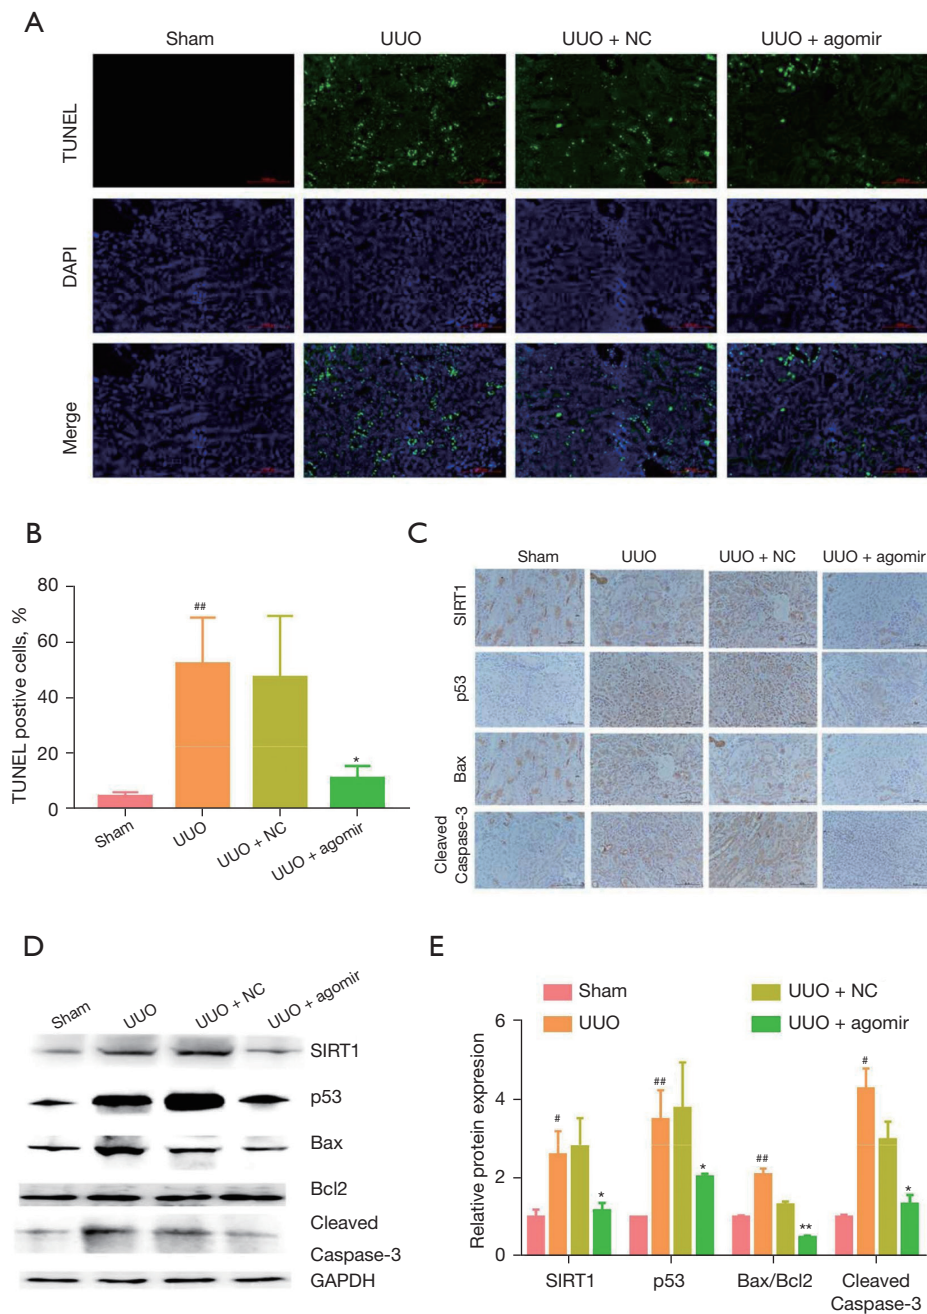 A
Sham UUO UUO + NC UUO + agomir
TUNEL
DAPI
Merge
B
TUNEL postive cells, %
80
60
40
20
0
##
*
Sham
UUO
UUO + NC
UUO + agomir
C
Sham UUO UUO + NC UUO + agomir
SIRT1
p53
Bax
Cleaved
Caspase-3
D
Sham UUO UUO + NC UUO + agomir
SIRT1
p53
Bax
Bcl2
Cleaved
Caspase-3
GAPDH
E
Sham UUO + NC
UUO UUO + agomir
Relative protein expression
6
4
2
0
# * ## * ## ** # *
SIRT1 p53 Bax/Bcl2 Cleaved
Caspase-3